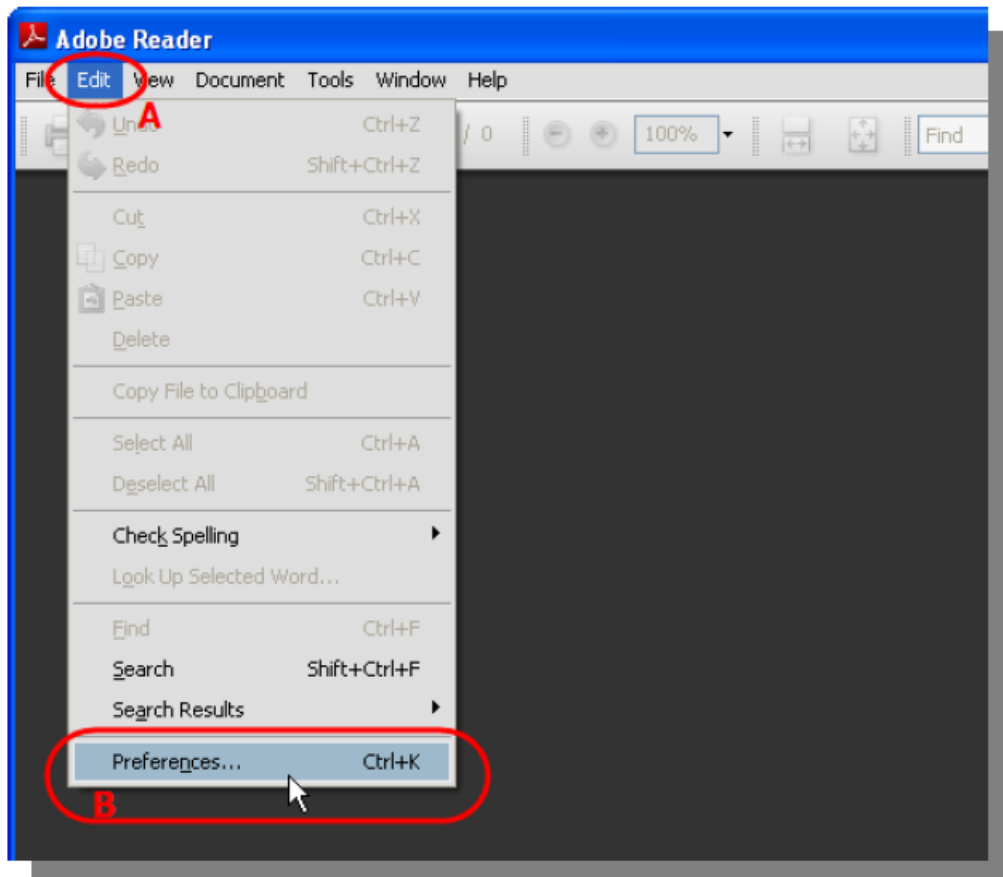 Adobe Reader
File Edit View Document Tools Window Help
A
Undo Ctrl+Z / 0 100% Find
Redo Shift+Ctrl+Z
Cut Ctrl+X
Copy Ctrl+C
Paste Ctrl+V
Delete
Copy File to Clipboard
Select All Ctrl+A
Deselect All Shift+Ctrl+A
Check Spelling
Look Up Selected Word...
Find Ctrl+F
Search Shift+Ctrl+F
Search Results
Preferences... Ctrl+K
B